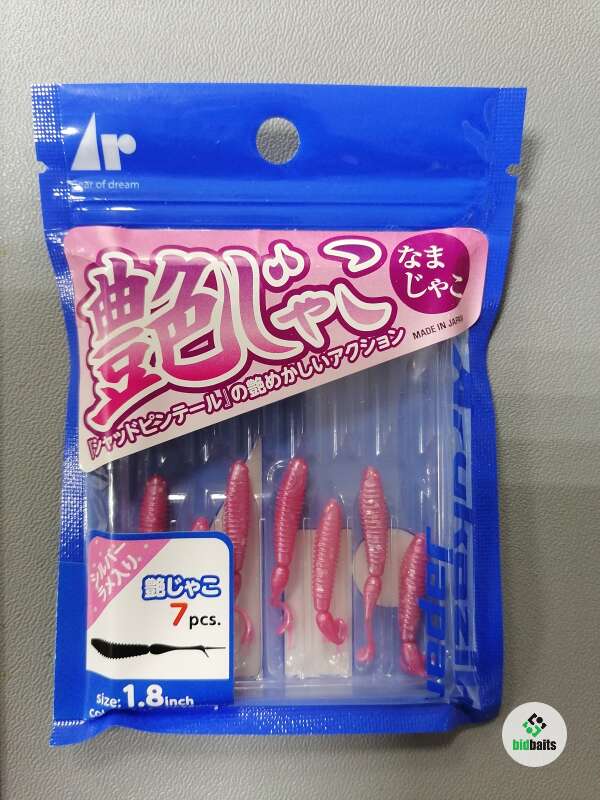 Ar
ar of dream
艶じゃこ
なま
じゃこ
MADE IN JAPAN
『シャッドピンテール』の艶めかしいアクション
シルバー
ラメ入り
艶じゃこ
7 pcs.
size: 1.8inch
Japan
bidbaits